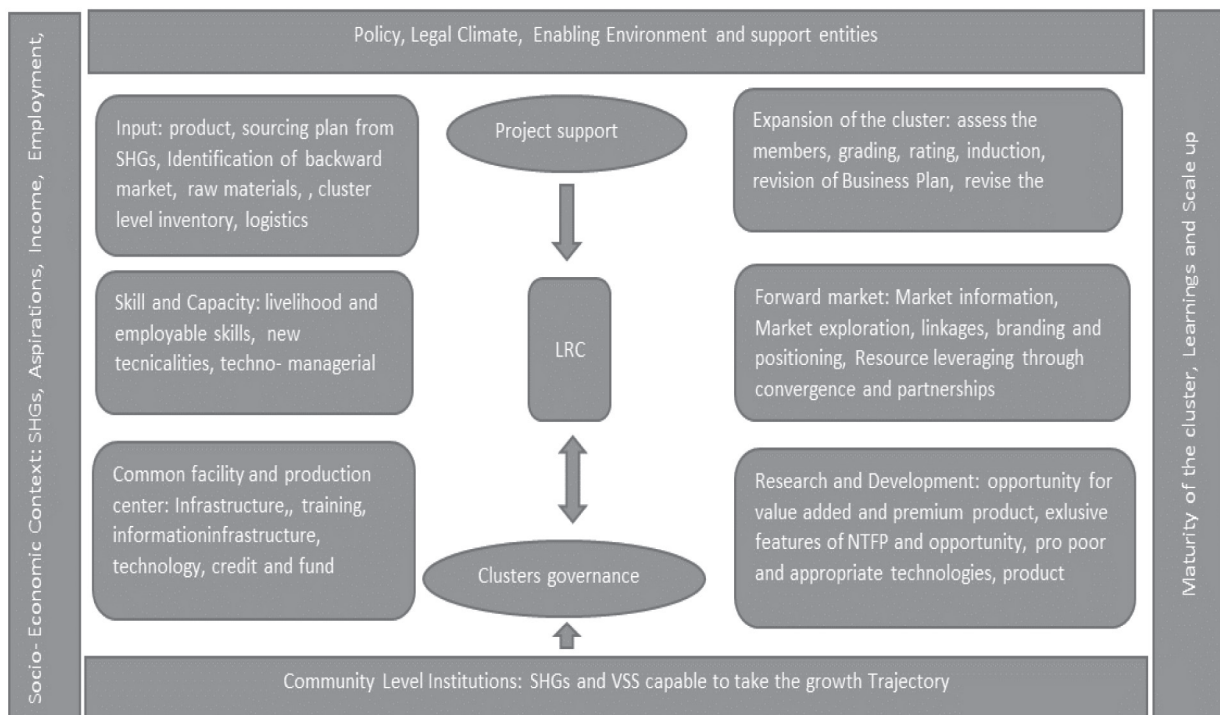 Socio- Economic Context: SHGs, Aspirations, Income, Employment,
Policy, Legal Climate, Enabling Environment and support entities
Input: product, sourcing plan from
SHGs, Identification of backward
market, raw materials, , cluster
level inventory, logistics
Skill and Capacity: livelihood and
employable skills, new
tecnicalities, techno- managerial
Common facility and production
center: Infrastructure,, training,
informationinfrastructure,
technology, credit and fund
Project support
LRC
Clusters governance
Expansion of the cluster: assess the
members, grading, rating, induction,
revision of Business Plan, revise the
Forward market: Market information,
Market exploration, linkages, branding and
positioning, Resource leveraging through
convergence and partnerships
Research and Development: opportunity for
value added and premium product, exlusive
features of NTFP and opportunity, pro poor
and appropriate technologies, product
Community Level Institutions: SHGs and VSS capable to take the growth Trajectory
Maturity of the cluster, Learnings and Scale up